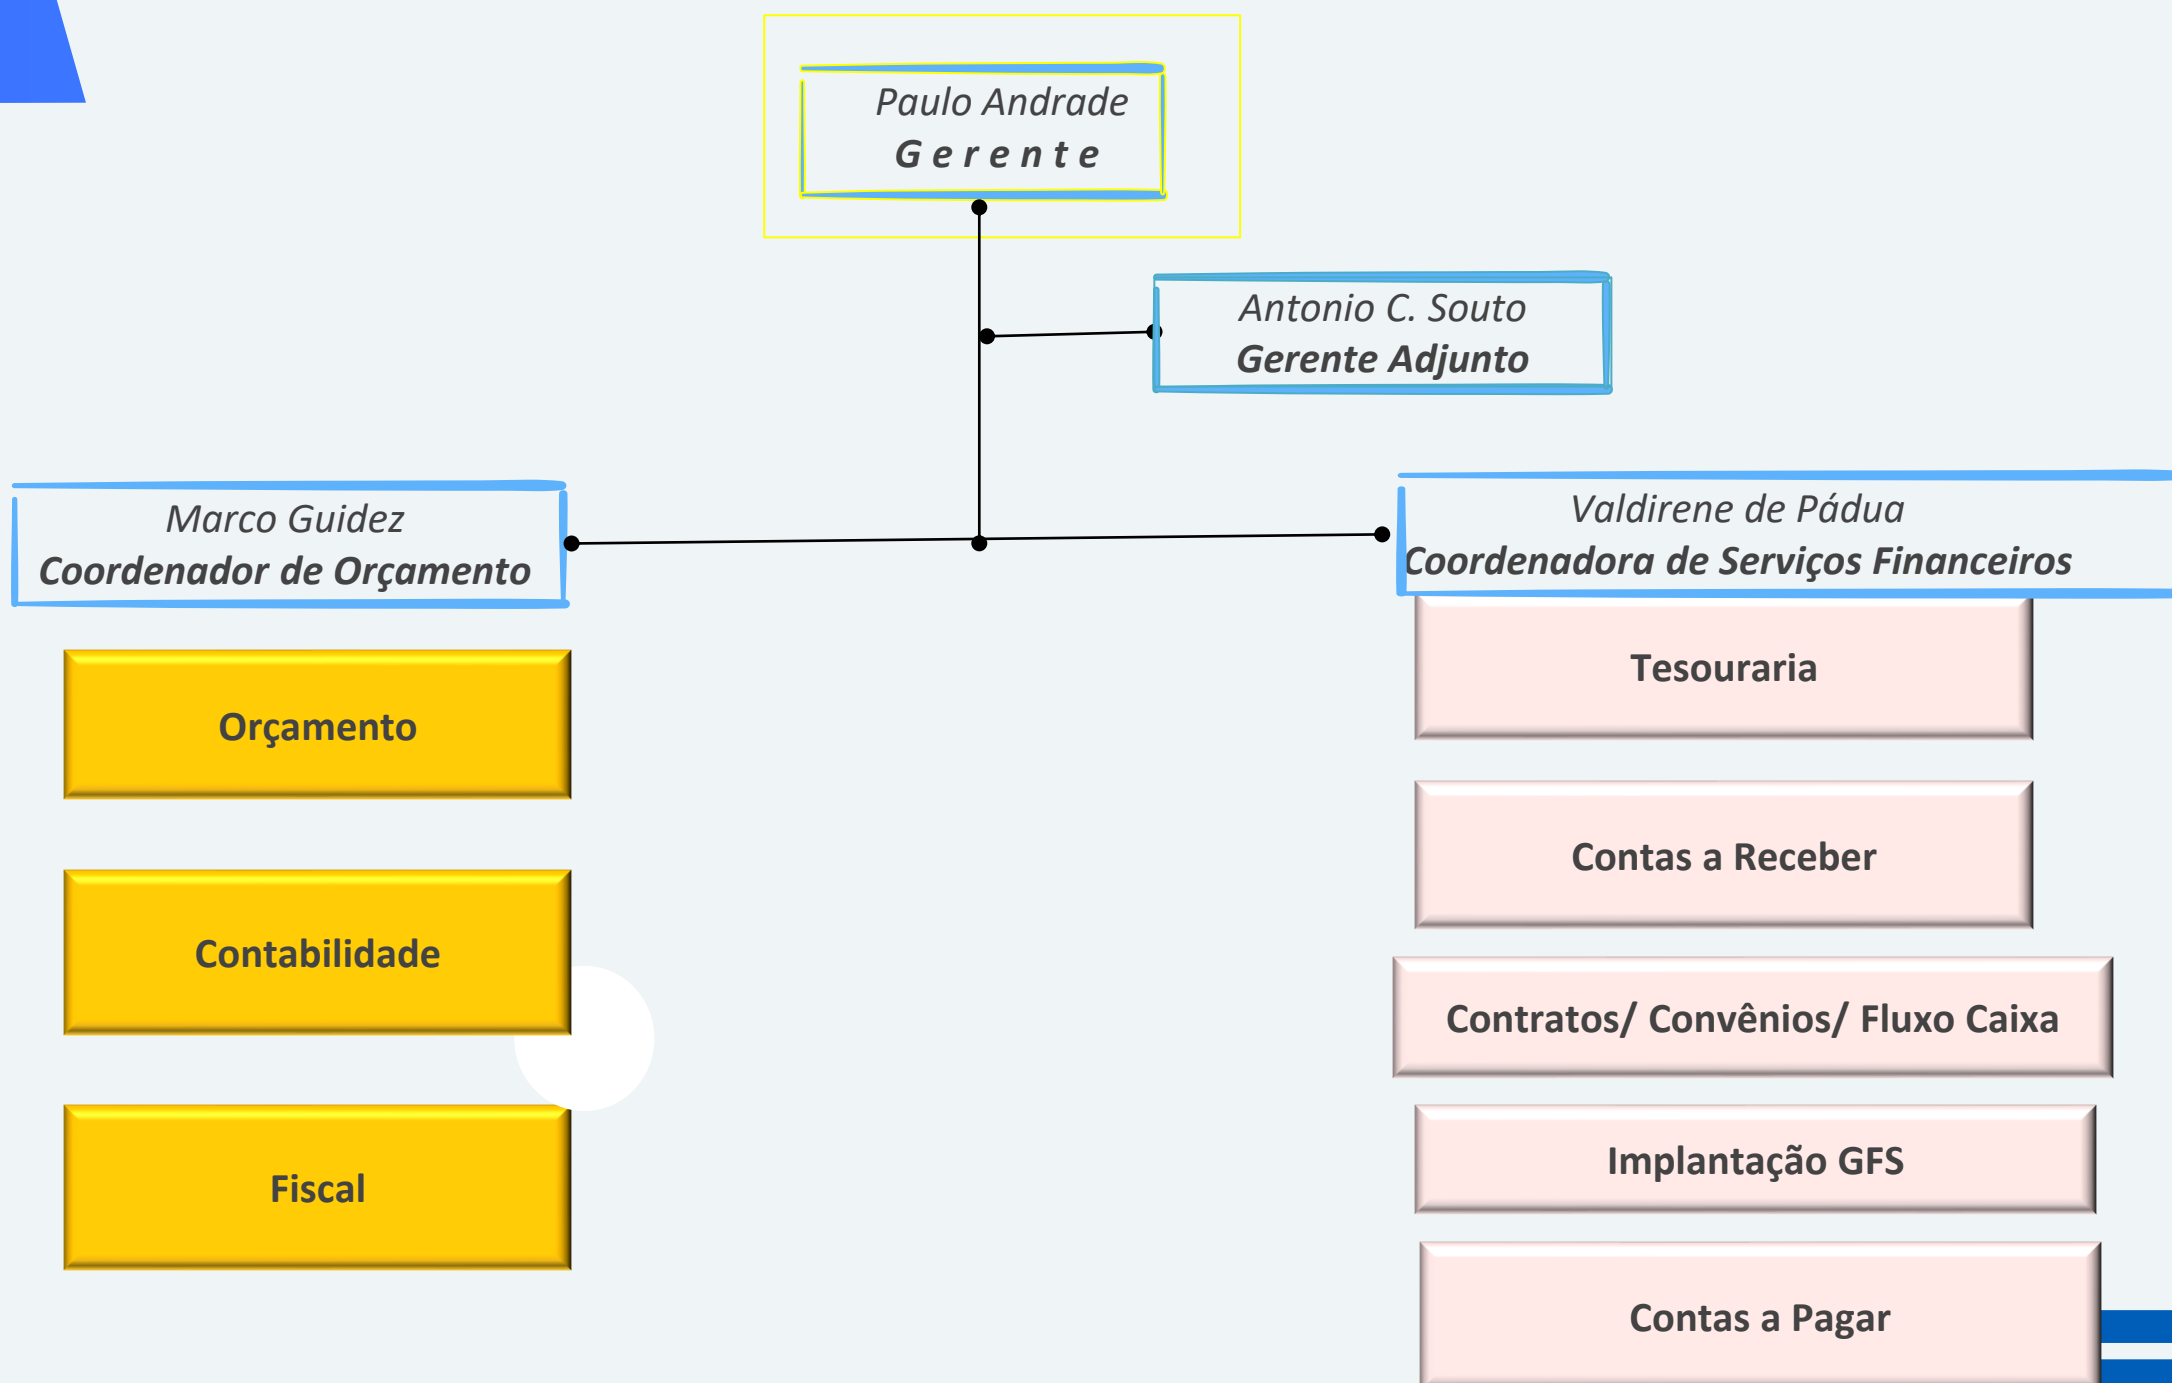 Paulo Andrade
G e r e n t e
Antonio C. Souto
Gerente Adjunto
Marco Guidez
Coordenador de Orçamento
Valdirene de Pádua
Coordenadora de Serviços Financeiros
Orçamento
Contabilidade
Fiscal
Tesouraria
Contas a Receber
Contratos/ Convênios/ Fluxo Caixa
Implantação GFS
Contas a Pagar